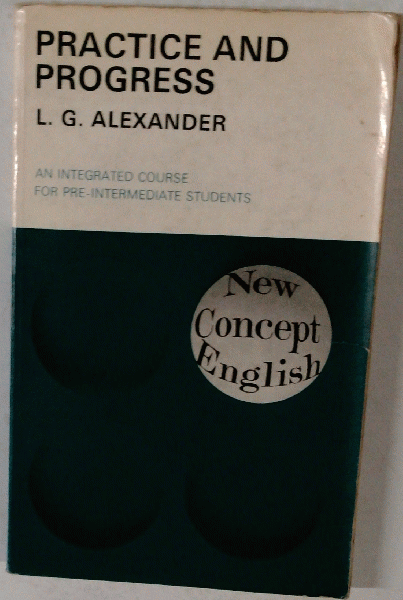 PRACTICE AND
PROGRESS
L. G. ALEXANDER
AN INTEGRATED COURSE
FOR PRE-INTERMEDIATE STUDENTS
New
Concept
English